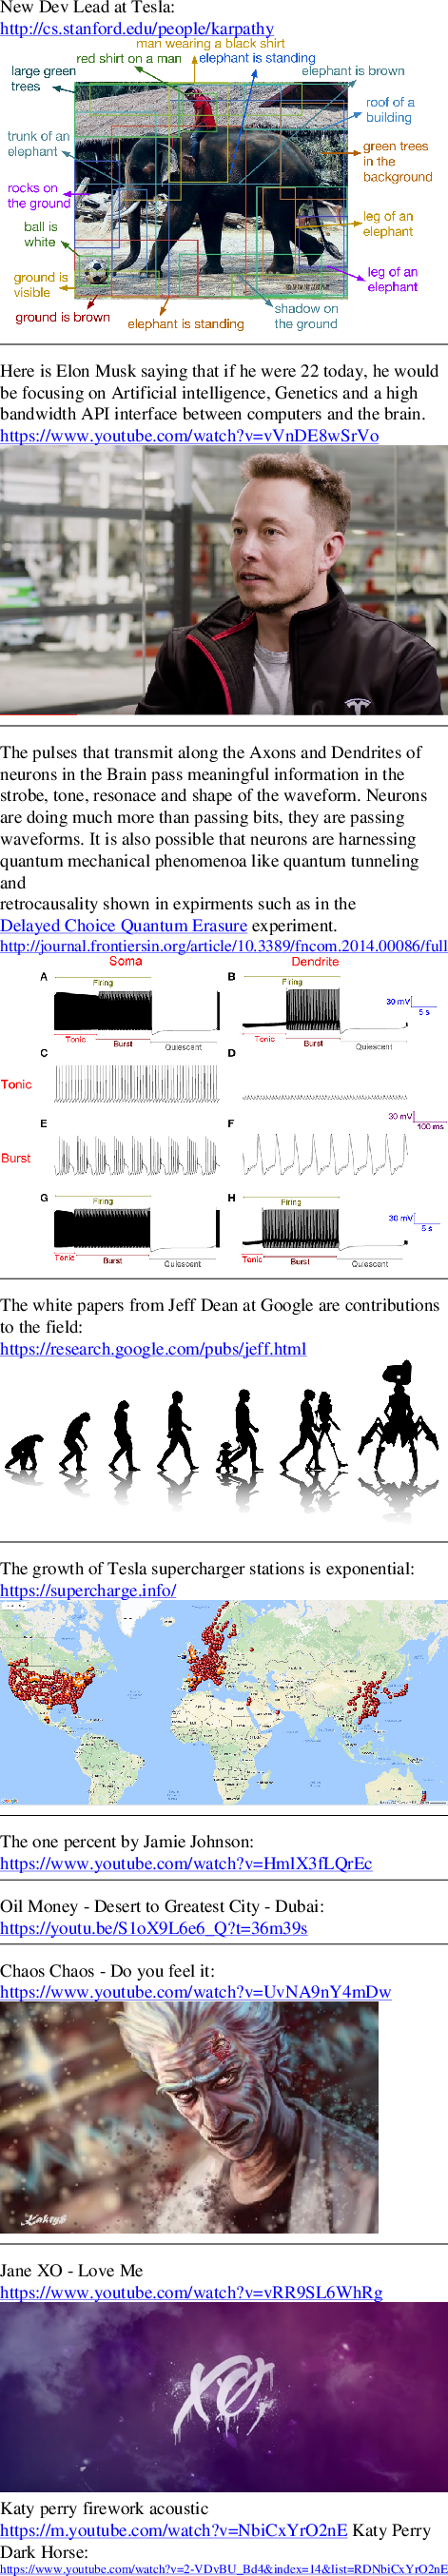 New Dev Lead at Tesla:
http://cs.stanford.edu/people/karpathy
man wearing a black shirt
red shirt on a man
elephant is standing
large green
trees
elephant is brown
roof of a
building
trunk of an
elephant
green trees
in the
background
rocks on
the ground
leg of an
elephant
ball is
white
leg of an
elephant
ground is
visible
shadow on
the ground
ground is brown
elephant is standing
Here is Elon Musk saying that if he were 22 today, he would
be focusing on Artificial intelligence, Genetics and a high
bandwidth API interface between computers and the brain.
https://www.youtube.com/watch?v=vVnDE8wSrVo
The pulses that transmit along the Axons and Dendrites of
neurons in the Brain pass meaningful information in the
strobe, tone, resonace and shape of the waveform. Neurons
are doing much more than passing bits, they are passing
waveforms. It is also possible that neurons are harnessing
quantum mechanical phenomenoa like quantum tunneling
and
retrocausality shown in expirments such as in the
Delayed Choice Quantum Erasure experiment.
http://journal.frontiersin.org/article/10.3389/fncom.2014.00086/full
Soma
Dendrite
A
Firing
B
Firing
30 mV
5 s
Tonic
Burst
Quiescent
Tonic
Burst
Quiescent
C
D
Tonic
E
F
30 mV
100 ms
Burst
G
Firing
H
Firing
30 mV
5 s
Tonic
Burst
Quiescent
Tonic
Burst
Quiescent
The white papers from Jeff Dean at Google are contributions
to the field:
https://research.google.com/pubs/jeff.html
The growth of Tesla supercharger stations is exponential:
https://supercharge.info/
The one percent by Jamie Johnson:
https://www.youtube.com/watch?v=HmlX3fLQrEc
Oil Money - Desert to Greatest City - Dubai:
https://youtu.be/S1oX9L6e6_Q?t=36m39s
Chaos Chaos - Do you feel it:
https://www.youtube.com/watch?v=UvNA9nY4mDw
Jane XO - Love Me
https://www.youtube.com/watch?v=vRR9SL6WhRg
XO
Katy perry firework acoustic
https://m.youtube.com/watch?v=NbiCxYrO2nE Katy Perry
Dark Horse:
https://www.youtube.com/watch?v=2-VDvBU_Bd4&index=14&list=RDNbiCxYrO2nE